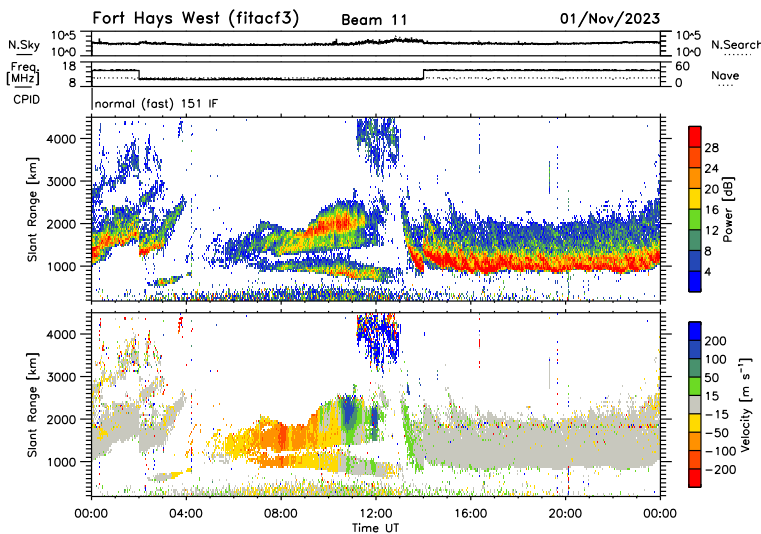 Fort Hays West (fitacf3) Beam 11 01/Nov/2023
N.Sky 10^5 10^0 10^5 10^0 N.Search
Freq. [MHz] 18 8 60 0 Nave
CPID normal (fast) 151 IF
Slant Range [km] 4000 3000 2000 1000
28 24 20 16 12 8 4 Power [dB]
Slant Range [km] 4000 3000 2000 1000
200 100 50 15 -15 -50 -100 -200 Velocity [m s⁻¹]
00:00 04:00 08:00 12:00 16:00 20:00 00:00
Time UT